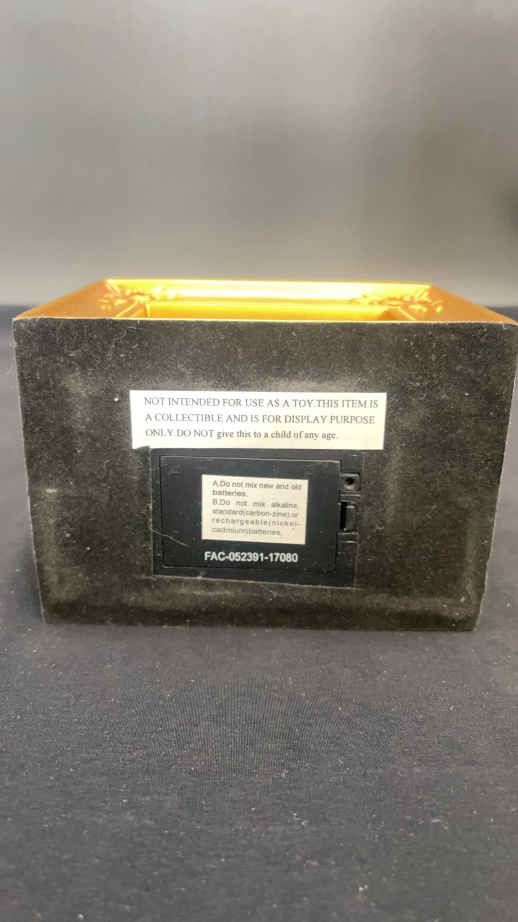 NOT INTENDED FOR USE AS A TOY.THIS ITEM IS
A COLLECTIBLE AND IS FOR DISPLAY PURPOSE
ONLY.DO NOT give this to a child of any age.
A.Do not mix new and old
batteries.
B.Do not mix alkaline,
standard(carbon-zine).or
rechargeable(nickel-
cadmium)batteries,
FAC-052391-17080